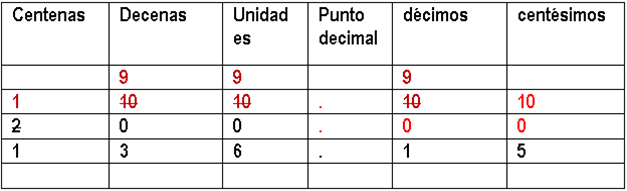 Centenas Decenas Unidad Punto décimos centésimos
es decimal
9 9 9
1 10 10 . 10 10
2 0 0 . 0 0
1 3 6 . 1 5